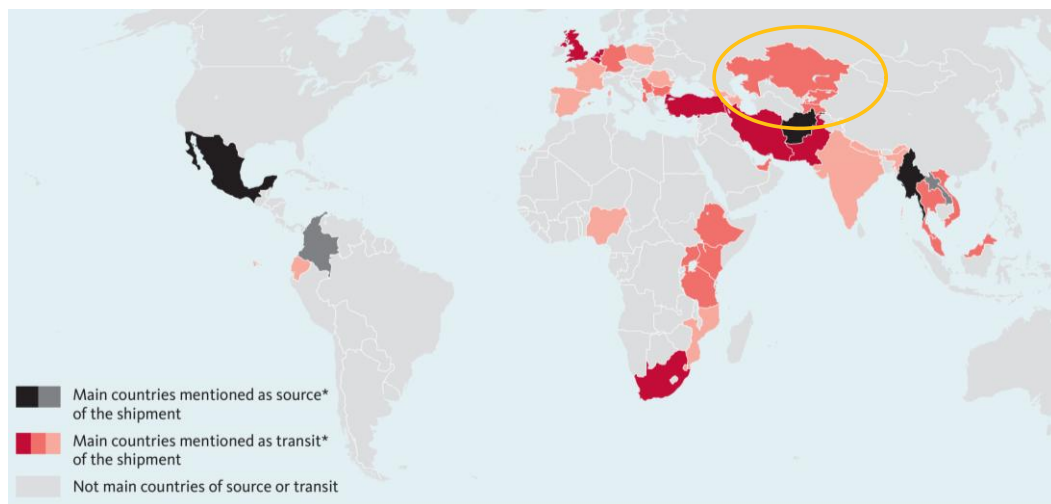 Main countries mentioned as source*
of the shipment
Main countries mentioned as transit*
of the shipment
Not main countries of source or transit